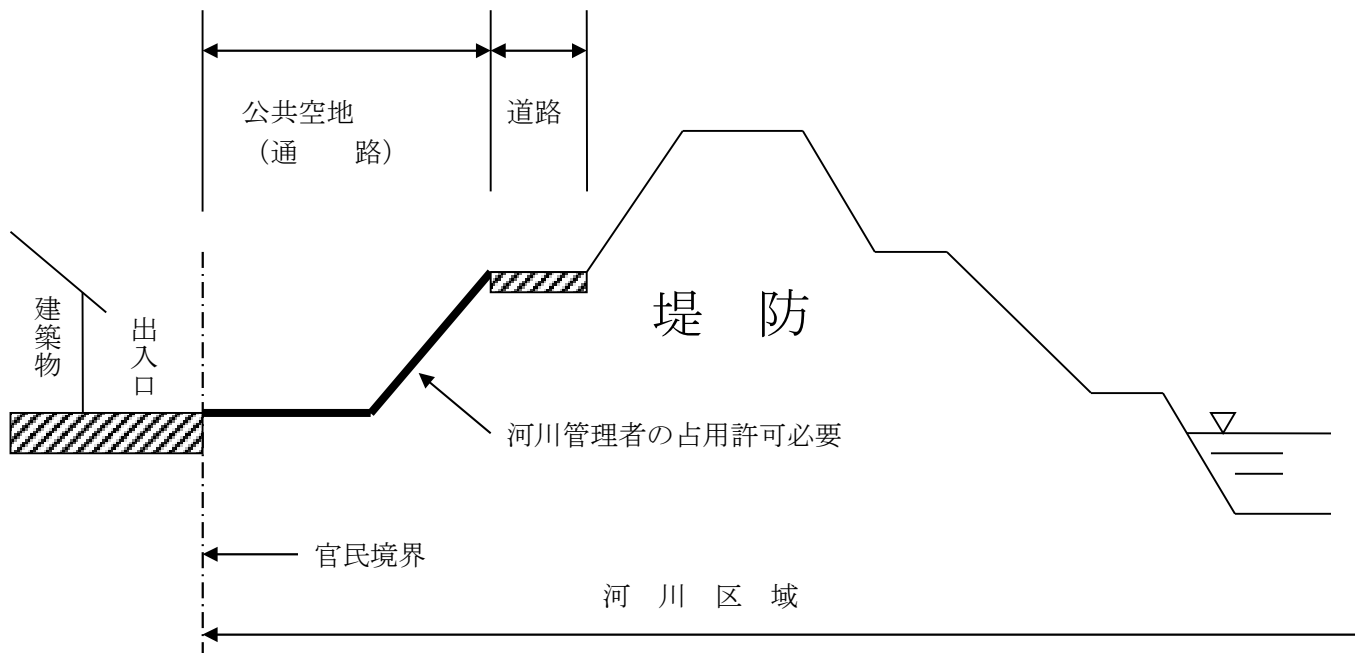 公共空地
（通　　路）
道路
建築物
出入口
堤　防
河川管理者の占用許可必要
官民境界
河　川　区　域